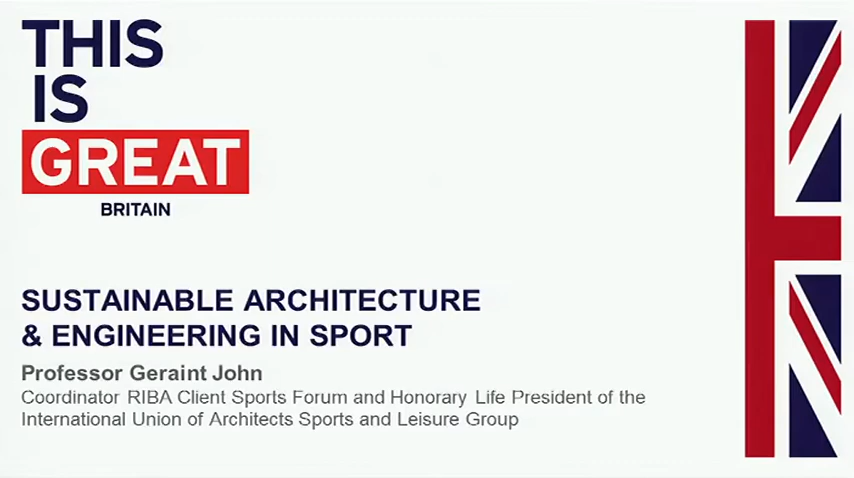 THIS
IS
GREAT
BRITAIN
SUSTAINABLE ARCHITECTURE
& ENGINEERING IN SPORT
Professor Geraint John
Coordinator RIBA Client Sports Forum and Honorary Life President of the
International Union of Architects Sports and Leisure Group